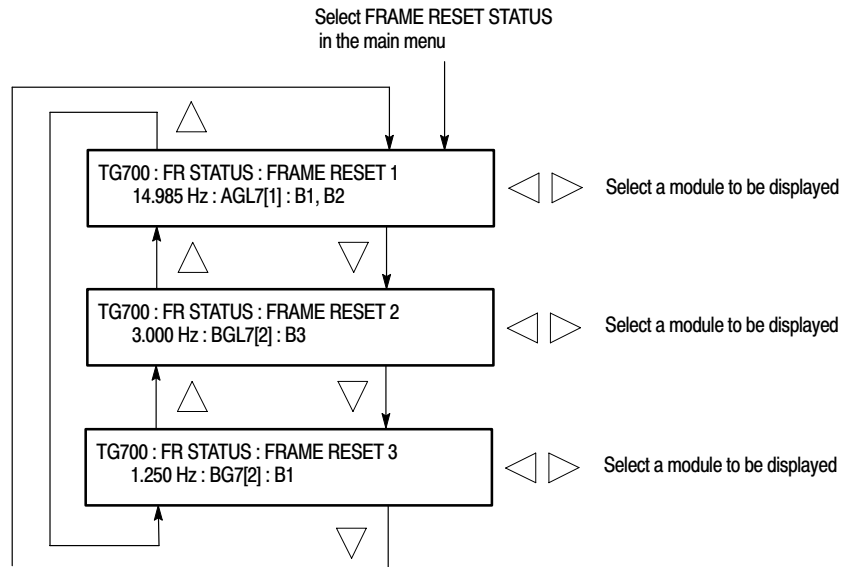 Select FRAME RESET STATUS
in the main menu
TG700 : FR STATUS : FRAME RESET 1
14.985 Hz : AGL7[1] : B1, B2
Select a module to be displayed
TG700 : FR STATUS : FRAME RESET 2
3.000 Hz : BGL7[2] : B3
Select a module to be displayed
TG700 : FR STATUS : FRAME RESET 3
1.250 Hz : BG7[2] : B1
Select a module to be displayed